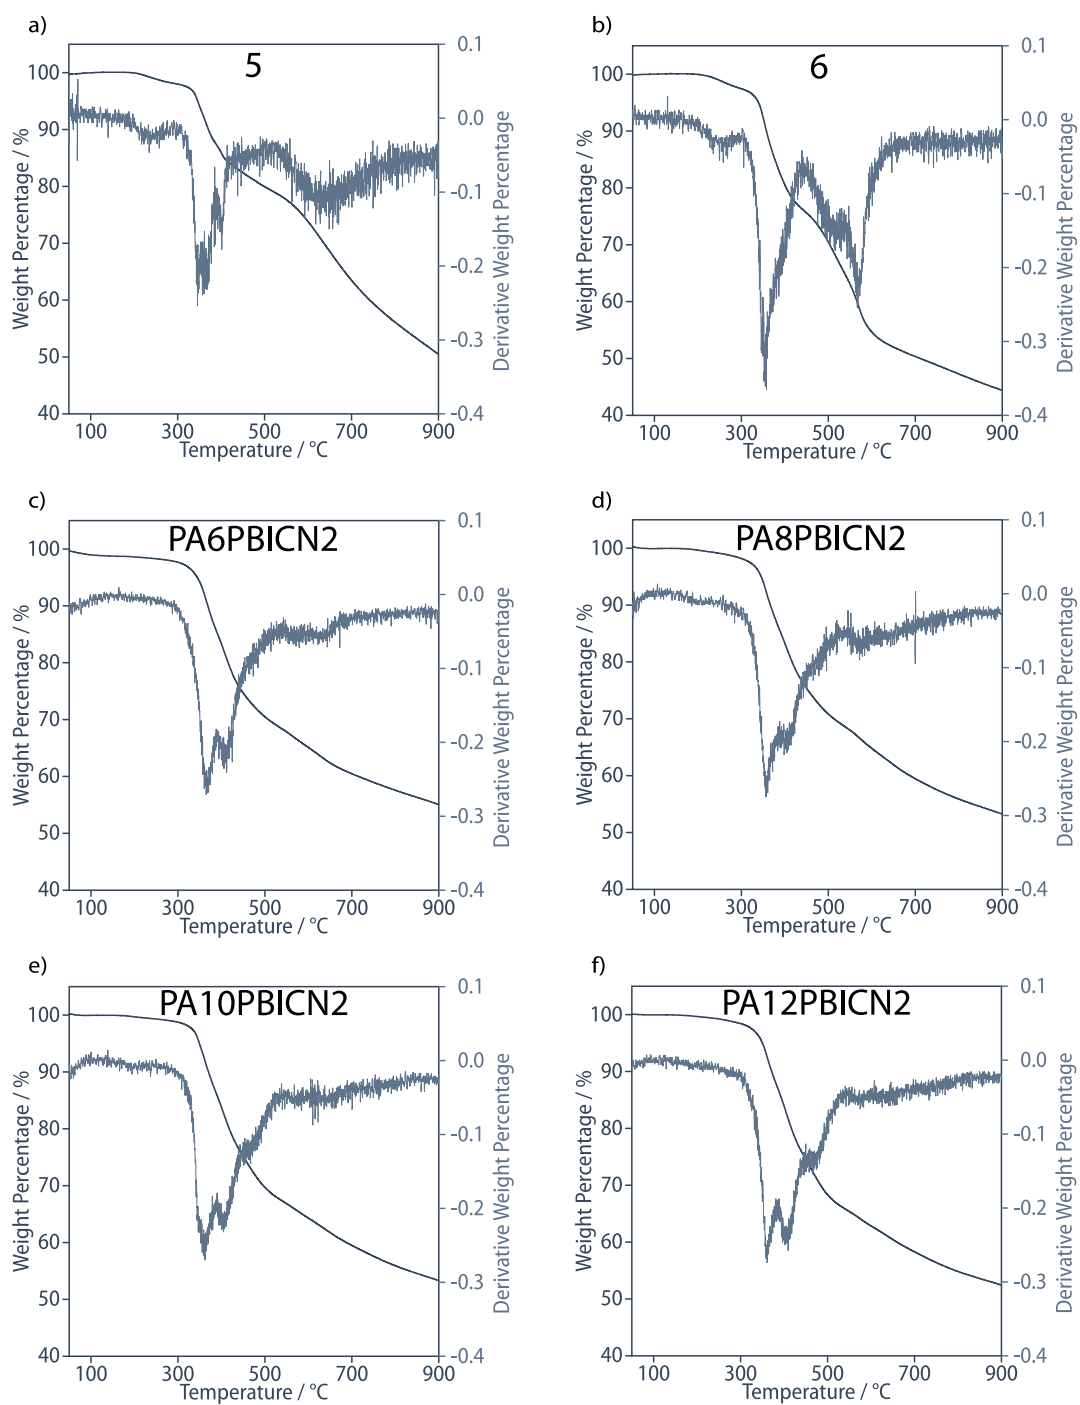 a)
5
100
90
80
70
60
50
40
Weight Percentage / %
0.1
0.0
-0.1
-0.2
-0.3
-0.4
Derivative Weight Percentage
100 300 500 700 900
Temperature / °C
b)
6
100
90
80
70
60
50
40
Weight Percentage / %
0.1
0.0
-0.1
-0.2
-0.3
-0.4
Derivative Weight Percentage
100 300 500 700 900
Temperature / °C
c)
PA6PBICN2
100
90
80
70
60
50
40
Weight Percentage / %
0.1
0.0
-0.1
-0.2
-0.3
-0.4
Derivative Weight Percentage
100 300 500 700 900
Temperature / °C
d)
PA8PBICN2
100
90
80
70
60
50
40
Weight Percentage / %
0.1
0.0
-0.1
-0.2
-0.3
-0.4
Derivative Weight Percentage
100 300 500 700 900
Temperature / °C
e)
PA10PBICN2
100
90
80
70
60
50
40
Weight Percentage / %
0.1
0.0
-0.1
-0.2
-0.3
-0.4
Derivative Weight Percentage
100 300 500 700 900
Temperature / °C
f)
PA12PBICN2
100
90
80
70
60
50
40
Weight Percentage / %
0.1
0.0
-0.1
-0.2
-0.3
-0.4
Derivative Weight Percentage
100 300 500 700 900
Temperature / °C